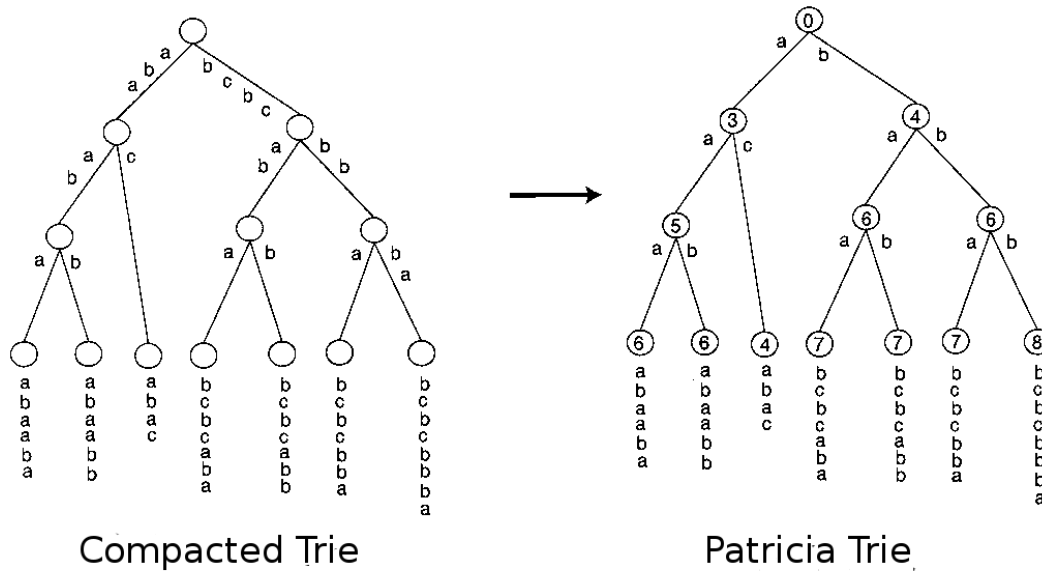 a b a
b c b c
a b
c
a b
b b
a
b
a
b
a
b a
a b a a b a
a b a a b b
a b a c
b c b c a b a
b c b c a b b
b c b c b b a
b c b c b b b a
Compacted Trie
0
a b
3 4
a c a b
5 6 6
a b a b a b
6 6 4 7 7 7 8
a b a a b a
a b a a b b
a b a c
b c b c a b a
b c b c a b b
b c b c b b a
b c b c b b b a
Patricia Trie